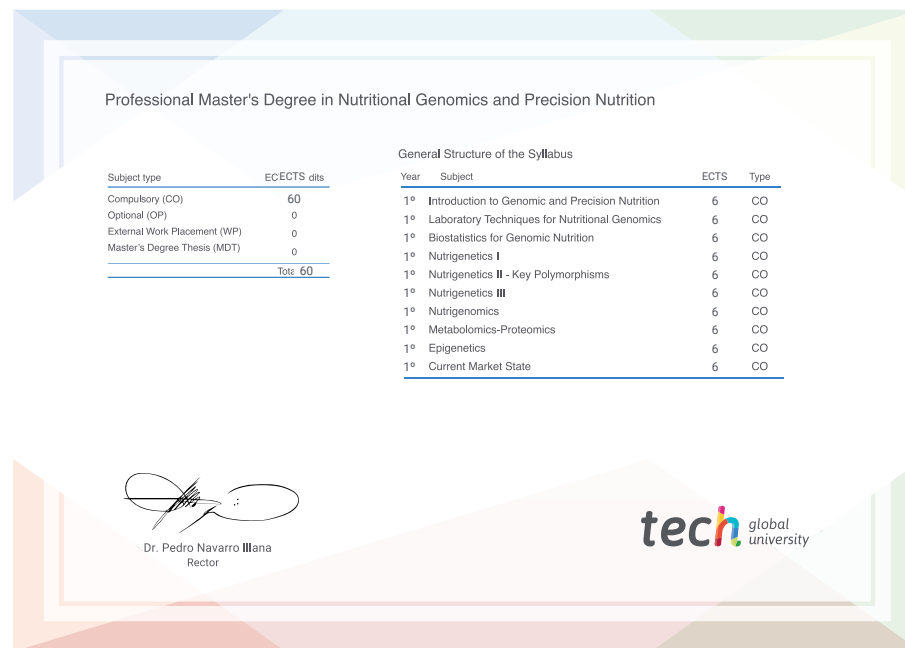 Professional Master's Degree in Nutritional Genomics and Precision Nutrition
Subject type ECECTS dits
Compulsory (CO) 60
Optional (OP) 0
External Work Placement (WP) 0
Master's Degree Thesis (MDT) 0
Tota 60
General Structure of the Syllabus
Year Subject ECTS Type
1º Introduction to Genomic and Precision Nutrition 6 CO
1º Laboratory Techniques for Nutritional Genomics 6 CO
1º Biostatistics for Genomic Nutrition 6 CO
1º Nutrigenetics I 6 CO
1º Nutrigenetics II - Key Polymorphisms 6 CO
1º Nutrigenetics III 6 CO
1º Nutrigenomics 6 CO
1º Metabolomics-Proteomics 6 CO
1º Epigenetics 6 CO
1º Current Market State 6 CO
Dr. Pedro Navarro Illana
Rector
tech global
university